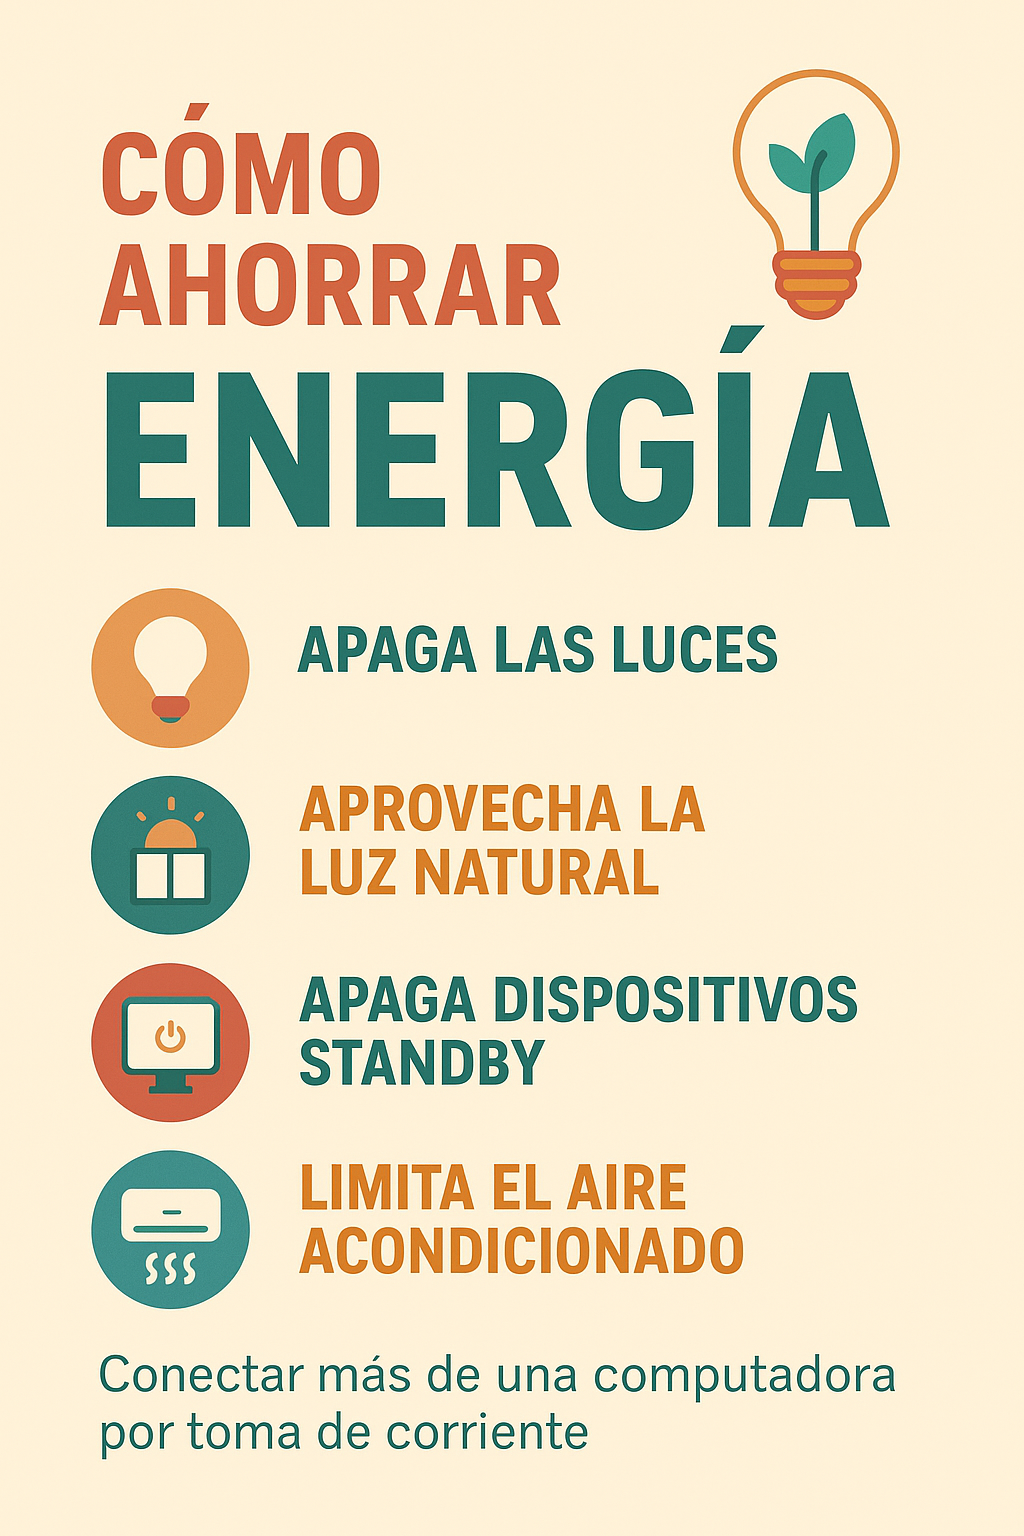 CÓMO
AHORRAR
ENERGÍA
APAGA LAS LUCES
APROVECHA LA
LUZ NATURAL
APAGA DISPOSITIVOS
STANDBY
LIMITA EL AIRE
ACONDICIONADO
Conectar más de una computadora
por toma de corriente